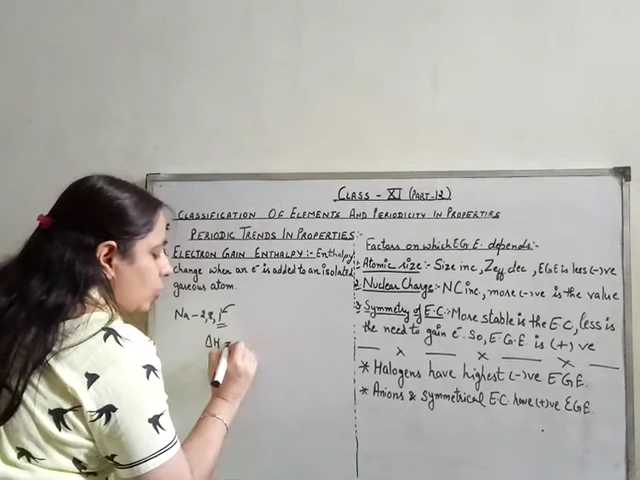 CLASS - XI (PART-12)
CLASSIFICATION OF ELEMENTS AND PERIODICITY IN PROPERTIES
PERIODIC TRENDS IN PROPERTIES:-
ELECTRON GAIN ENTHALPY:- Enthalpy
change when an e⁻ is added to an isolated
gaseous atom.
Na - 2,8,1
ΔH =
Factors on which E G E. depends:-
Atomic size:- Size inc, Zeff dec, EGE is less (-)ve
2. Nuclear Charge:- NC inc, more (-)ve is the value
3. Symmetry of E.C:- More stable is the E.C, less is
the need to gain e⁻. So, E.G.E is (+) ve
— x — x — x —
* Halogens have highest (-)ve E G E.
* Anions & symmetrical E.C have (+)ve E G E.